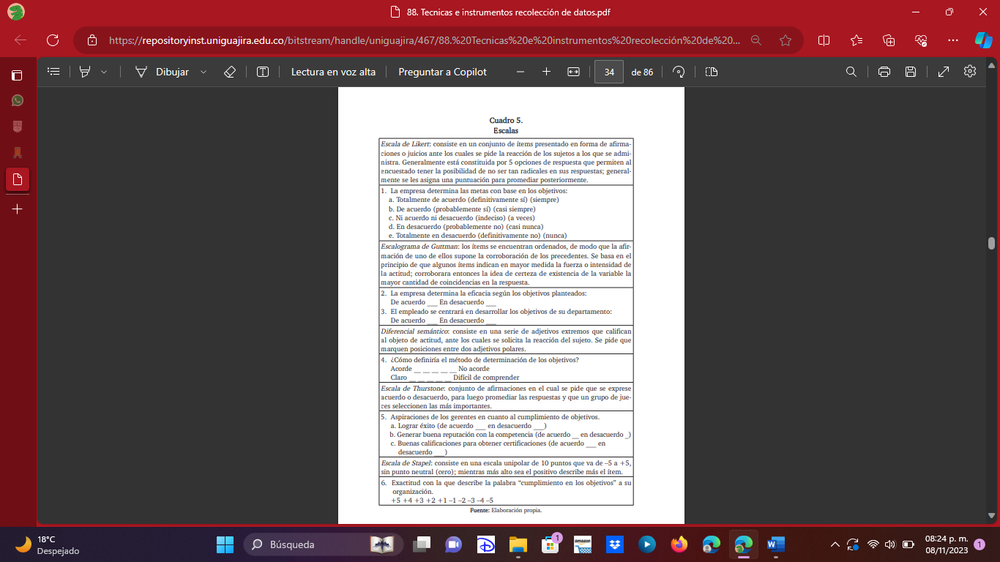 88. Tecnicas e instrumentos recolección de datos.pdf
https://repositoryinst.uniguajira.edu.co/bitstream/handle/uniguajira/467/88.%20Tecnicas%20e%20instrumentos%20recolección%20de%20...
Dibujar
Lectura en voz alta
Preguntar a Copilot
34
de 86
Cuadro 5.
Escalas
Escala de Likert: consiste en un conjunto de ítems presentado en forma de afirma-
ciones o juicios ante los cuales se pide la reacción de los sujetos a los que se admi-
nistra. Generalmente está constituida por 5 opciones de respuesta que permiten al
encuestado tener la posibilidad de no ser tan radicales en sus respuestas; general-
mente se les asigna una puntuación para promediar posteriormente.
1. La empresa determina las metas con base en los objetivos:
a. Totalmente de acuerdo (definitivamente sí) (siempre)
b. De acuerdo (probablemente sí) (casi siempre)
c. Ni acuerdo ni desacuerdo (indeciso) (a veces)
d. En desacuerdo (probablemente no) (casi nunca)
e. Totalmente en desacuerdo (definitivamente no) (nunca)
Escalograma de Guttman: los ítems se encuentran ordenados, de modo que la afir-
mación de uno de ellos supone la corroboración de los precedentes. Se basa en el
principio de que algunos ítems indican en mayor medida la fuerza o intensidad de
la actitud; corroborara entonces la idea de certeza de existencia de la variable la
mayor cantidad de coincidencias en la respuesta.
2. La empresa determina la eficacia según los objetivos planteados:
De acuerdo ___ En desacuerdo ___
3. El empleado se centrará en desarrollar los objetivos de su departamento:
De acuerdo ___ En desacuerdo ___
Diferencial semántico: consiste en una serie de adjetivos extremos que califican
al objeto de actitud, ante los cuales se solicita la reacción del sujeto. Se pide que
marquen posiciones entre dos adjetivos polares.
4. ¿Cómo definiría el método de determinación de los objetivos?
Acorde __ __ __ __ __ No acorde
Claro __ __ __ __ __ Difícil de comprender
Escala de Thurstone: conjunto de afirmaciones en el cual se pide que se exprese
acuerdo o desacuerdo, para luego promediar las respuestas y que un grupo de jue-
ces seleccionen las más importantes.
5. Aspiraciones de los gerentes en cuanto al cumplimiento de objetivos.
a. Lograr éxito (de acuerdo ___ en desacuerdo ___)
b. Generar buena reputación con la competencia (de acuerdo __ en desacuerdo _)
c. Buenas calificaciones para obtener certificaciones (de acuerdo ___ en
desacuerdo ___)
Escala de Stapel: consiste en una escala unipolar de 10 puntos que va de –5 a +5,
sin punto neutral (cero); mientras más alto sea el positivo describe más el ítem.
6. Exactitud con la que describe la palabra “cumplimiento en los objetivos” a su
organización.
+5 +4 +3 +2 +1 –1 –2 –3 –4 –5
Fuente: Elaboración propia.
18°C
Despejado
Búsqueda
1
amazon
08:24 p. m.
08/11/2023
1